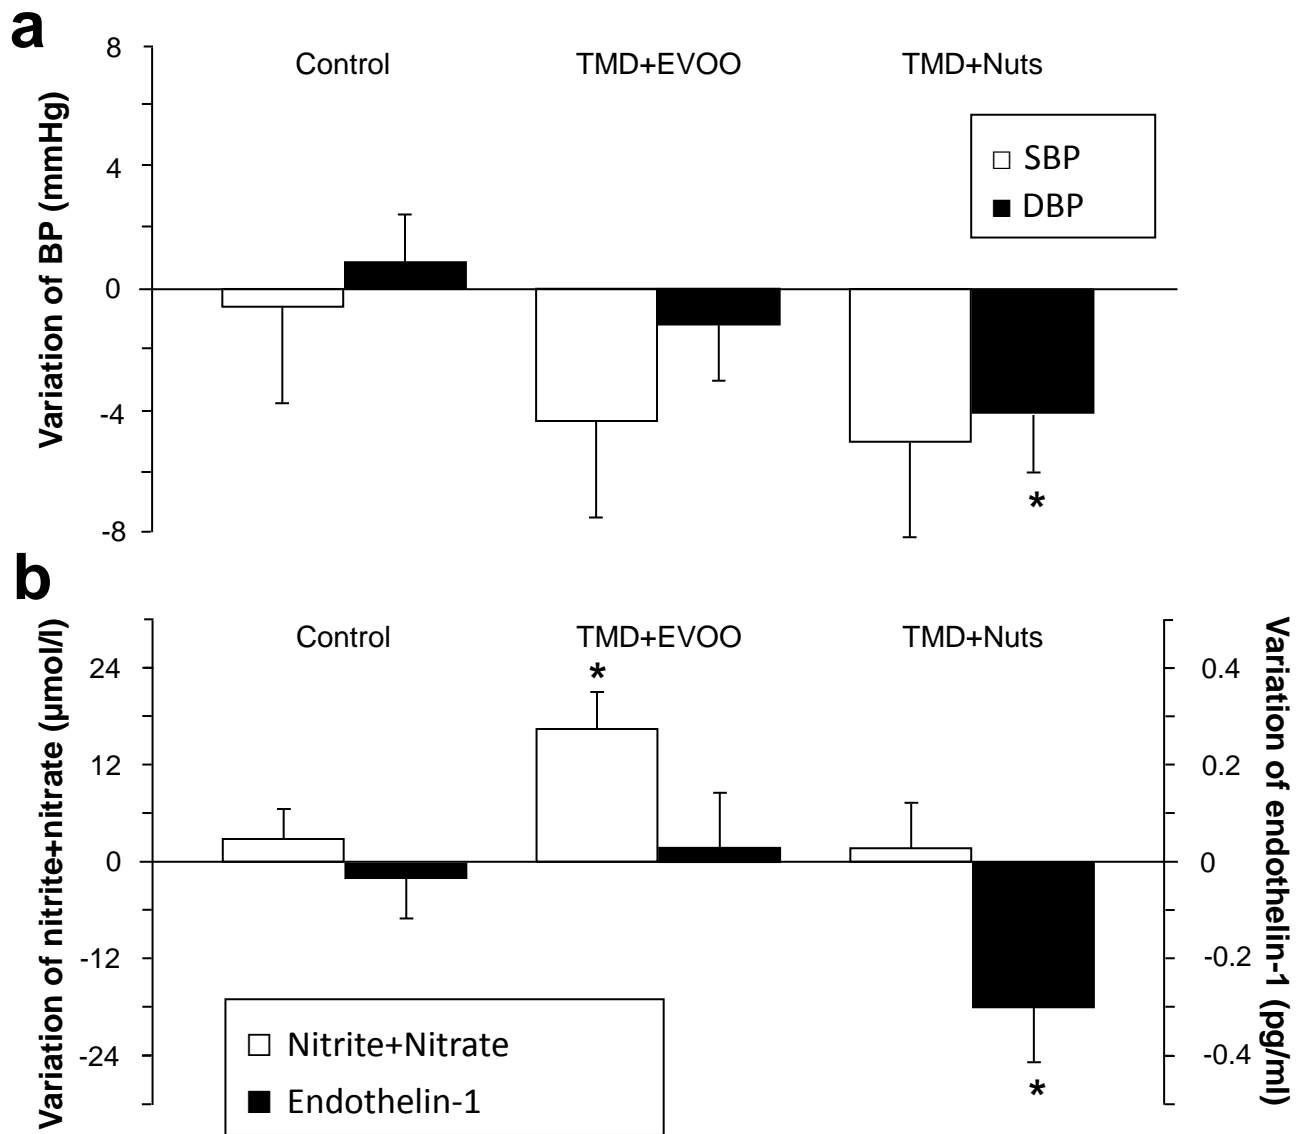 a
Variation of BP (mmHg)
8
4
0
-4
-8
Control
TMD+EVOO
TMD+Nuts
SBP
DBP
*
b
Variation of nitrite+nitrate (μmol/l)
24
12
0
-12
-24
Control
TMD+EVOO
TMD+Nuts
*
*
Nitrite+Nitrate
Endothelin-1
0.4
0.2
0
-0.2
-0.4
Variation of endothelin-1 (pg/ml)